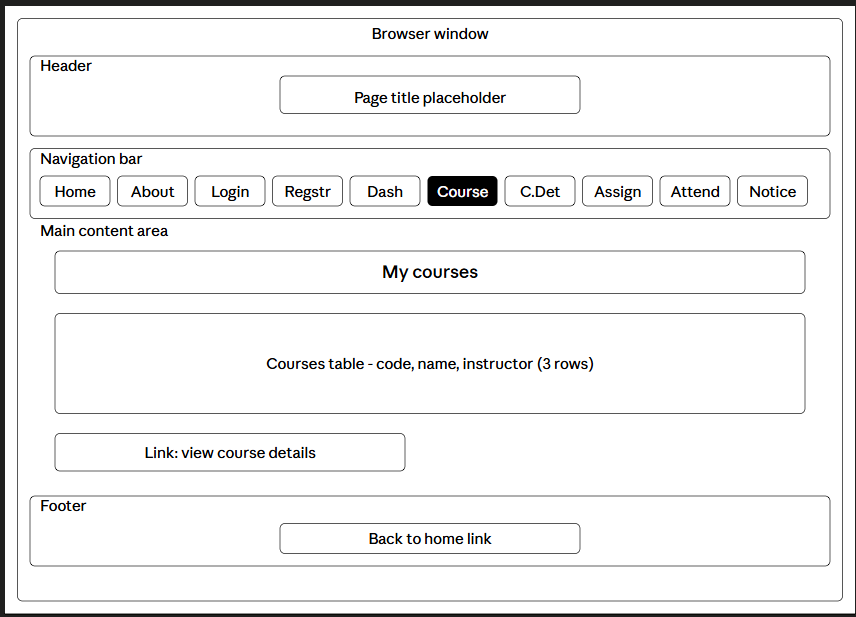 Browser window
Header
Page title placeholder
Navigation bar
Home About Login Regstr Dash Course C.Det Assign Attend Notice
Main content area
My courses
Courses table - code, name, instructor (3 rows)
Link: view course details
Footer
Back to home link